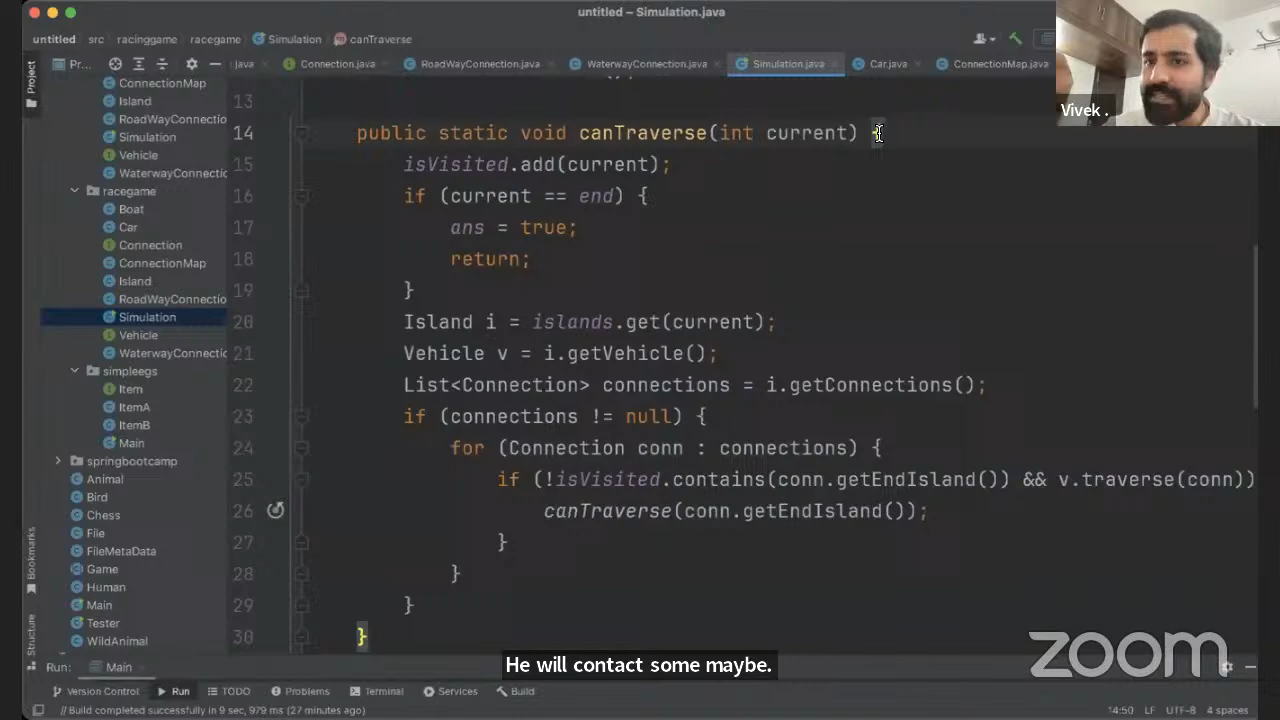 untitled – Simulation.java
untitled src racinggame racegame Simulation canTraverse
Project
Pr...
java Connection.java RoadWayConnection.java WaterwayConnection.java Simulation.java Car.java ConnectionMap.java
ConnectionMap
Island
RoadWayConnectio
Simulation
Vehicle
WaterwayConnectic
racegame
Boat
Car
Connection
ConnectionMap
Island
RoadWayConnectio
Simulation
Vehicle
WaterwayConnectic
simpleegs
Item
ItemA
ItemB
Main
springbootcamp
Animal
Bird
Chess
File
FileMetaData
Game
Human
Main
Tester
WildAnimal
13
14 public static void canTraverse(int current) {
15 isVisited.add(current);
16 if (current == end) {
17 ans = true;
18 return;
19 }
20 Island i = islands.get(current);
21 Vehicle v = i.getVehicle();
22 List<Connection> connections = i.getConnections();
23 if (connections != null) {
24 for (Connection conn : connections) {
25 if (!isVisited.contains(conn.getEndIsland()) && v.traverse(conn))
26 canTraverse(conn.getEndIsland());
27 }
28 }
29 }
30 }
Vivek .
Bookmarks
Structure
zoom
Run: Main
He will contact some maybe.
Version Control Run TODO Problems Terminal Services Build
// Build completed successfully in 9 sec, 979 ms (27 minutes ago)
14:50 LF UTF-8 4 spaces